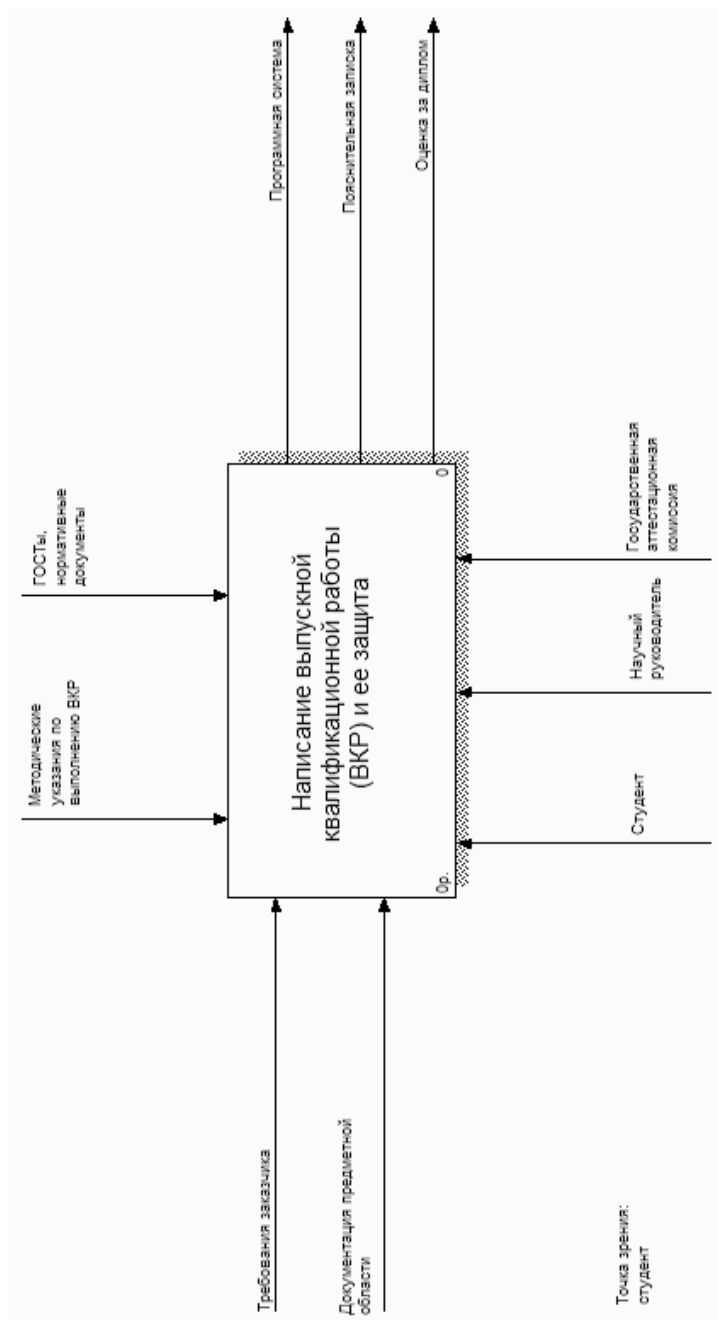 Методические
указания по
выполнению ВКР
ГОСТы,
нормативные
документы
Требования заказчика
Документация предметной
области
Написание выпускной
квалификационной работы
(ВКР) и ее защита
0р.
0
Программная система
Пояснительная записка
Оценка за диплом
Студент
Научный
руководитель
Государственная
аттестационная
комиссия
Точка зрения:
студент